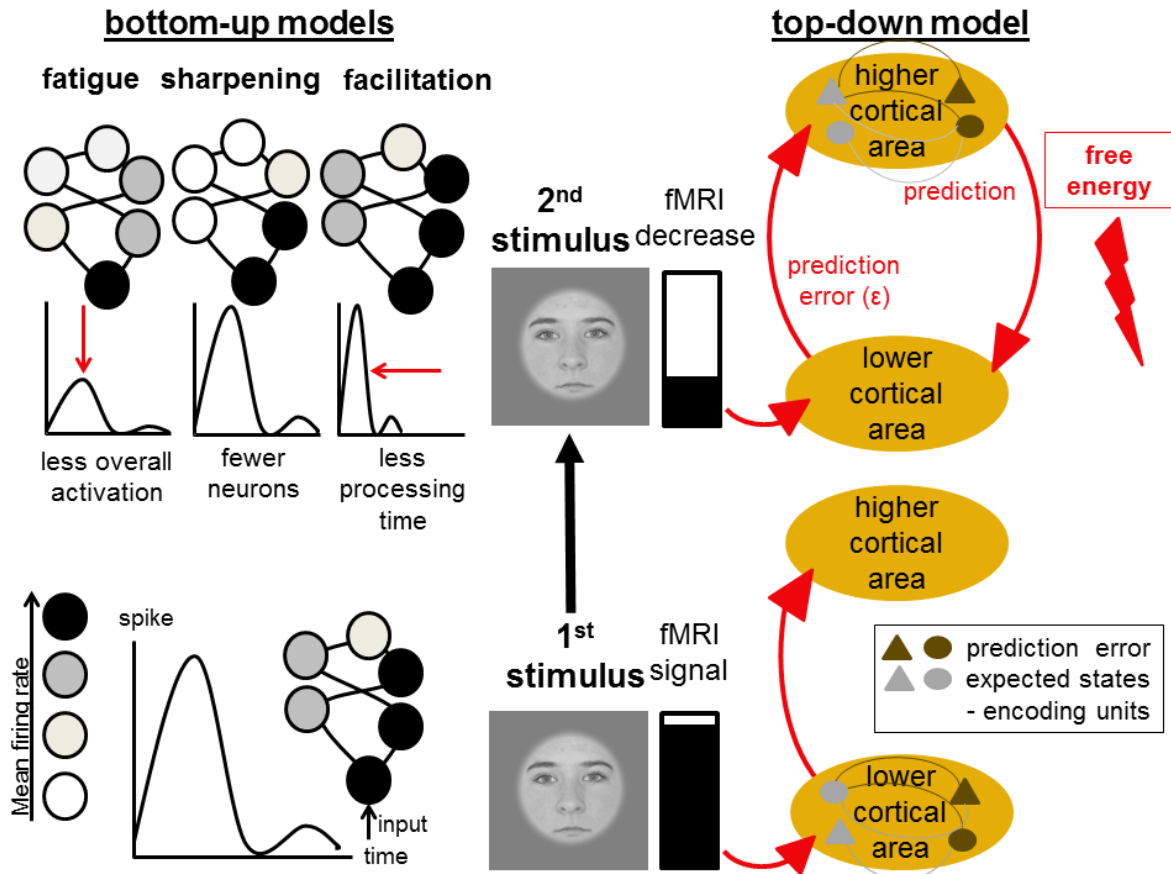 bottom-up models
fatigue sharpening facilitation
less overall
activation
fewer
neurons
less
processing
time
Mean firing rate
spike
input
time
2nd
stimulus
fMRI
decrease
1st
stimulus
fMRI
signal
top-down model
higher
cortical
area
prediction
prediction
error (ε)
free
energy
lower
cortical
area
higher
cortical
area
prediction error
expected states
- encoding units
lower
cortical
area